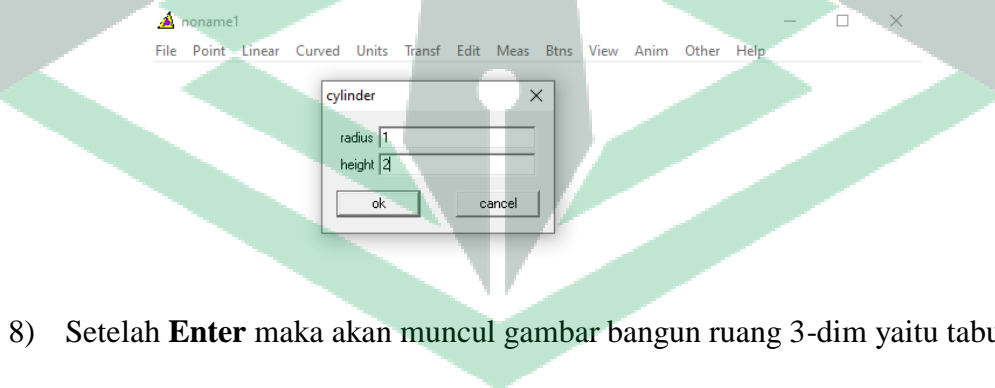 noname1
File Point Linear Curved Units Transf Edit Meas Btns View Anim Other Help
cylinder
radius 1
height 2
ok cancel
8) Setelah Enter maka akan muncul gambar bangun ruang 3-dim yaitu tabu